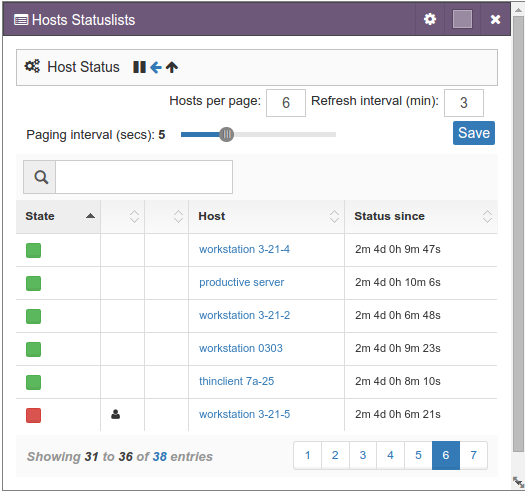 Hosts Statuslists
Host Status
Hosts per page: 6 Refresh interval (min): 3
Paging interval (secs): 5
Save
State Host Status since
workstation 3-21-4 2m 4d 0h 9m 47s
productive server 2m 4d 0h 10m 6s
workstation 3-21-2 2m 4d 0h 6m 48s
workstation 0303 2m 4d 0h 9m 23s
thinclient 7a-25 2m 4d 0h 8m 10s
workstation 3-21-5 2m 4d 0h 6m 21s
Showing 31 to 36 of 38 entries 1 2 3 4 5 6 7